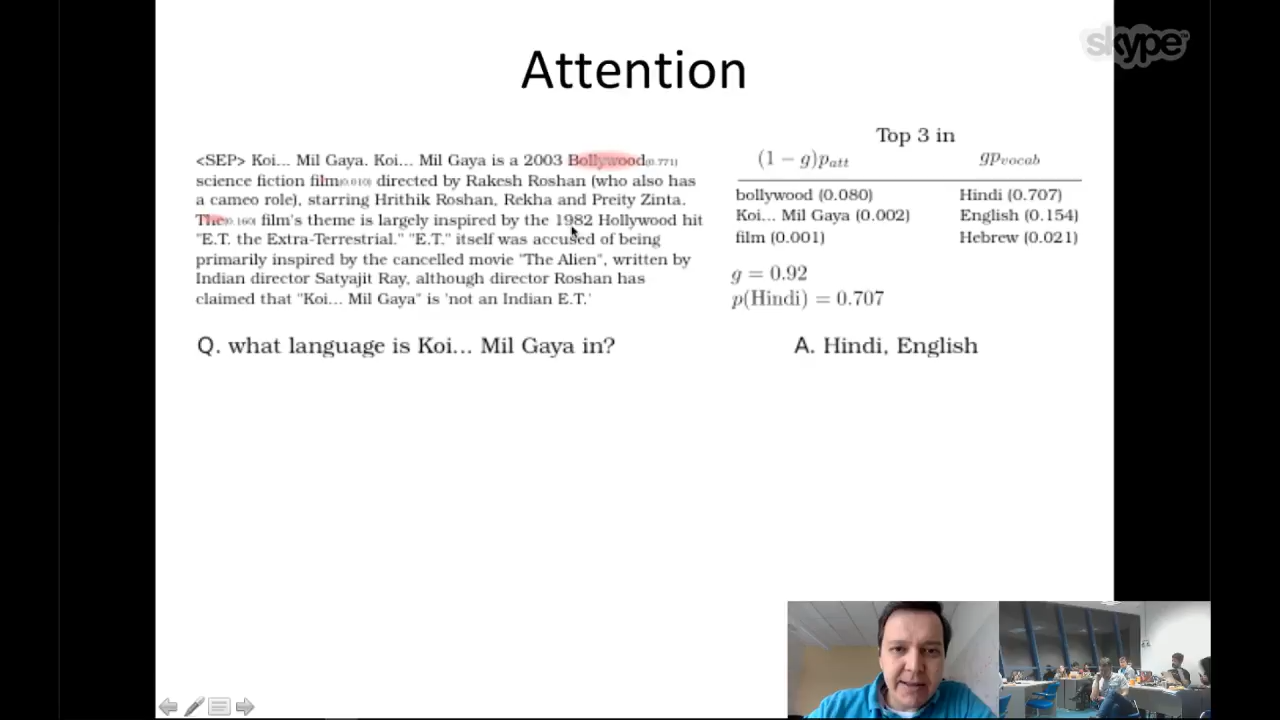 skype
Attention
<SEP> Koi... Mil Gaya. Koi... Mil Gaya is a 2003 Bollywood(0.771)
science fiction film(0.010) directed by Rakesh Roshan (who also has
a cameo role), starring Hrithik Roshan, Rekha and Preity Zinta.
The(0.160) film's theme is largely inspired by the 1982 Hollywood hit
"E.T. the Extra-Terrestrial." "E.T." itself was accused of being
primarily inspired by the cancelled movie "The Alien", written by
Indian director Satyajit Ray, although director Roshan has
claimed that "Koi... Mil Gaya" is 'not an Indian E.T.'
Top 3 in
(1 − g)p_att gp_vocab
bollywood (0.080) Hindi (0.707)
Koi... Mil Gaya (0.002) English (0.154)
film (0.001) Hebrew (0.021)
g = 0.92
p(Hindi) = 0.707
Q. what language is Koi... Mil Gaya in?
A. Hindi, English